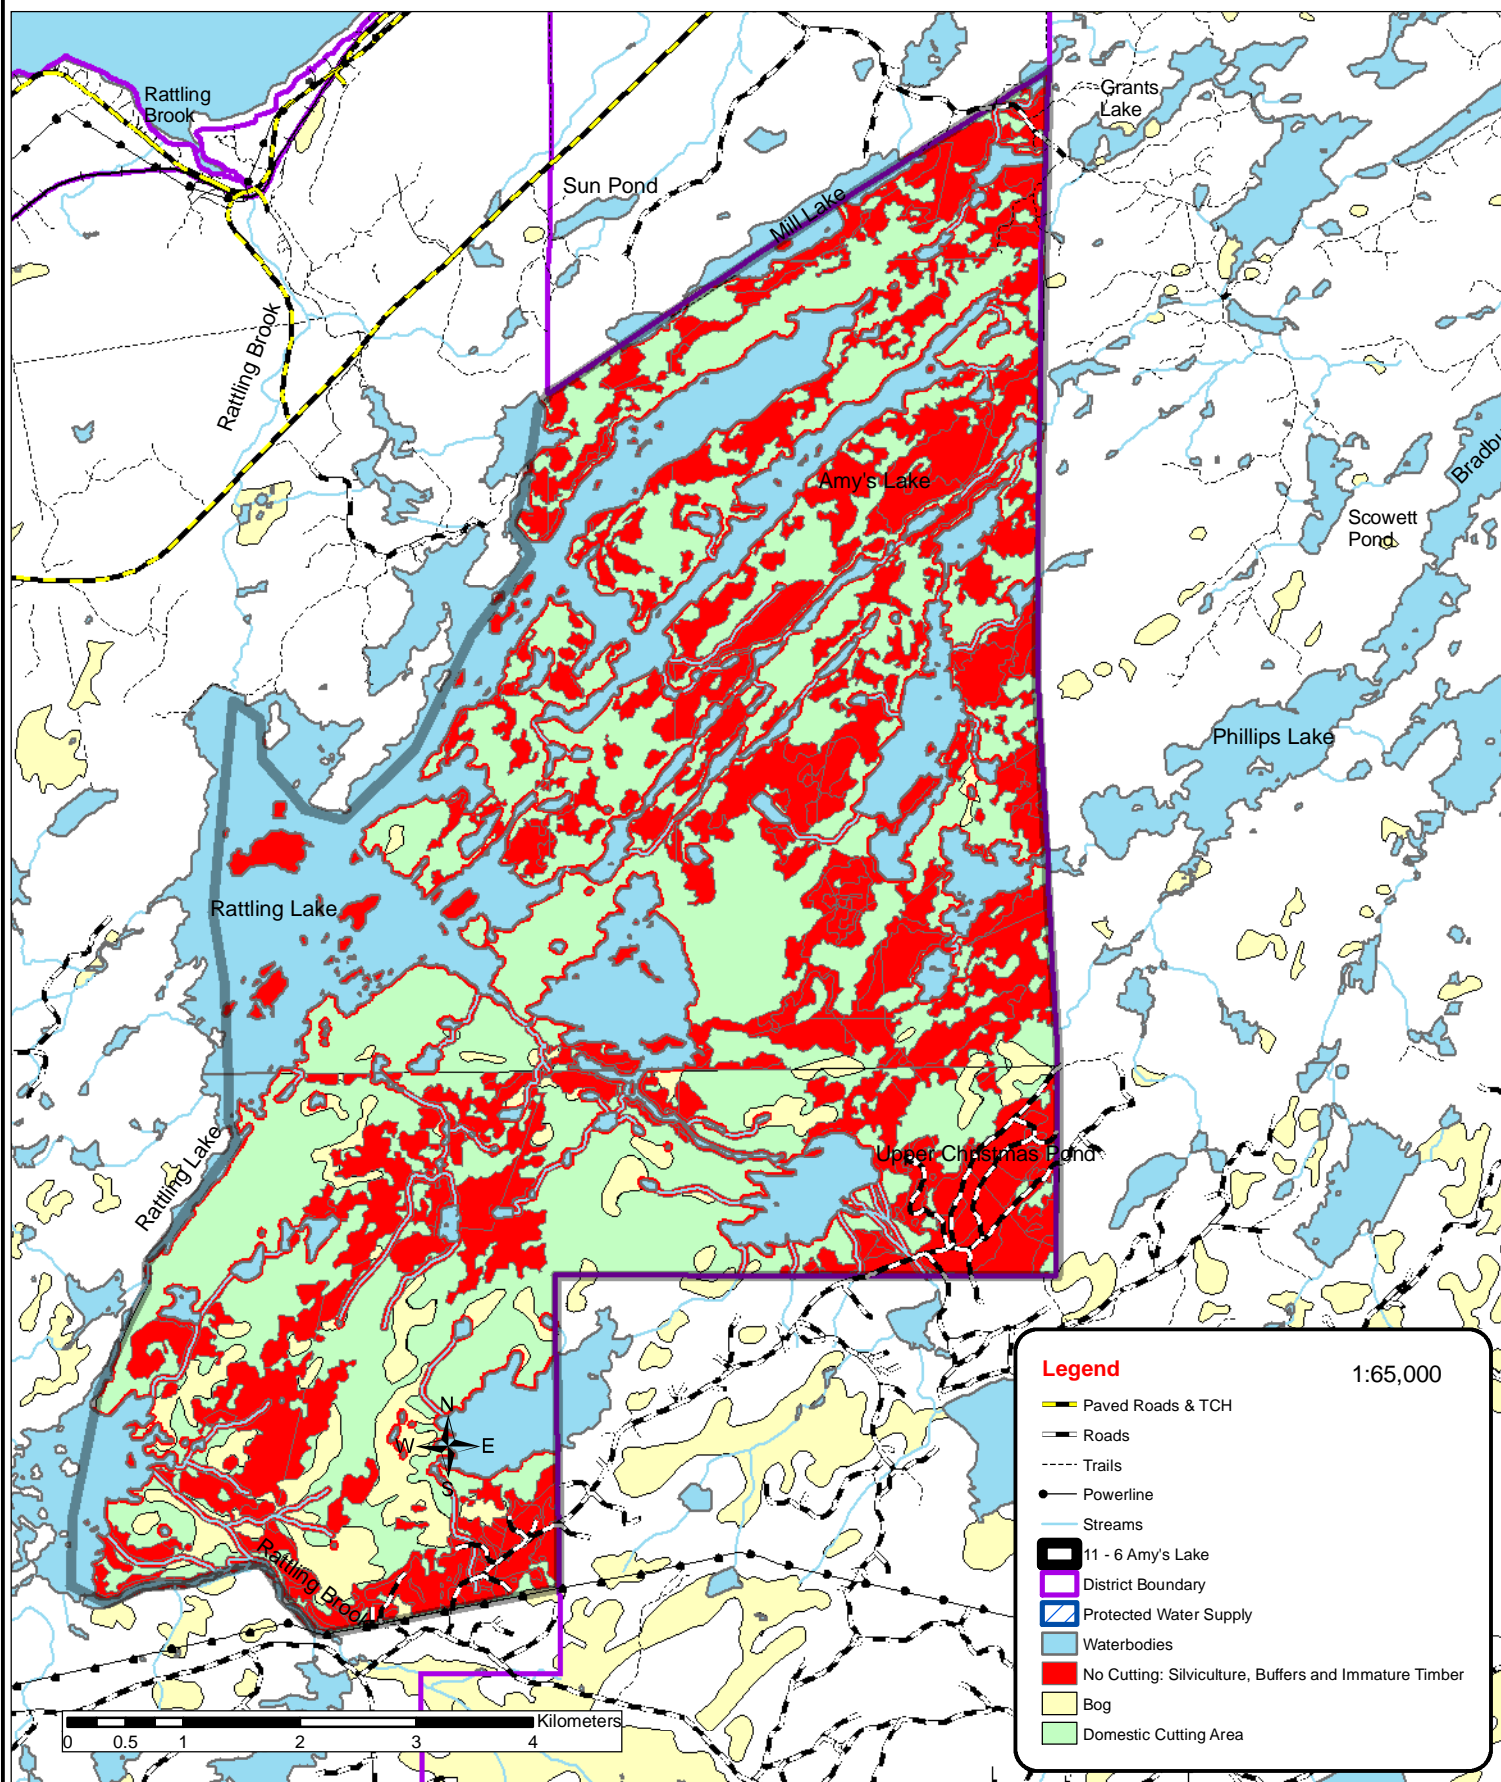 Rattling
Brook
Grants
Lake
Sun Pond
Mill Lake
Rattling Brook
Amy's Lake
Scowett
Pond
Phillips Lake
Rattling Lake
Upper Christmas Pond
Rattling Lake
N
W
E
S
Rattling Brook
Legend
1:65,000
Paved Roads & TCH
Roads
Trails
Powerline
Streams
11 - 6 Amy's Lake
District Boundary
Protected Water Supply
Waterbodies
No Cutting: Silviculture, Buffers and Immature Timber
Bog
Domestic Cutting Area
Kilometers
0 0.5 1 2 3 4